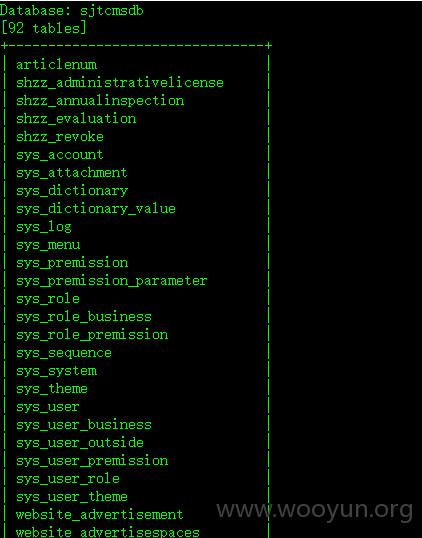 Database: sjtcmsdb
[92 tables]
+------------------------------+
| articlenum |
| shzz_administrativelicense |
| shzz_annualinspection |
| shzz_evaluation |
| shzz_revoke |
| sys_account |
| sys_attachment |
| sys_dictionary |
| sys_dictionary_value |
| sys_log |
| sys_menu |
| sys_premission |
| sys_premission_parameter |
| sys_role |
| sys_role_business |
| sys_role_premission |
| sys_sequence |
| sys_system |
| sys_theme |
| sys_user |
| sys_user_business |
| sys_user_outside |
| sys_user_premission |
| sys_user_role |
| sys_user_theme |
| website_advertisement |
| website_advertisespaces |
www.wooyun.org